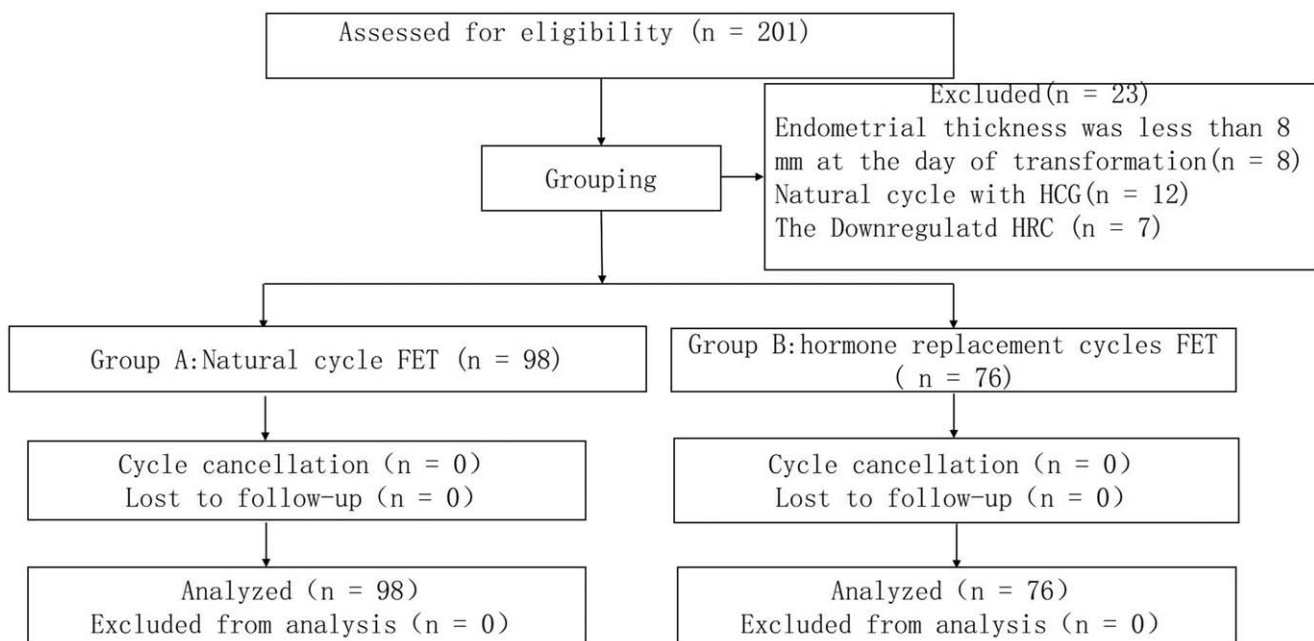 Assessed for eligibility (n = 201)
Excluded(n = 23)
Endometrial thickness was less than 8
mm at the day of transformation(n = 8)
Natural cycle with HCG(n = 12)
The Downregulatd HRC (n = 7)
Grouping
Group A:Natural cycle FET (n = 98)
Group B:hormone replacement cycles FET
( n = 76)
Cycle cancellation (n = 0)
Lost to follow-up (n = 0)
Cycle cancellation (n = 0)
Lost to follow-up (n = 0)
Analyzed (n = 98)
Excluded from analysis (n = 0)
Analyzed (n = 76)
Excluded from analysis (n = 0)